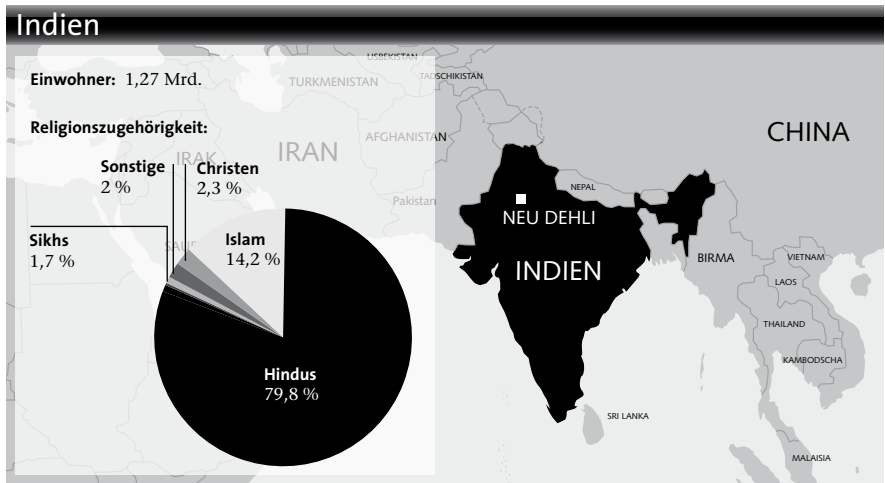 Indien
Einwohner: 1,27 Mrd.
Religionszugehörigkeit:
Sonstige
2 %
Christen
2,3 %
Sikhs
1,7 %
Islam
14,2 %
Hindus
79,8 %
USBEKISTAN
TADSCHIKISTAN
TURKMENISTAN
AFGHANISTAN
IRAK
IRAN
Pakistan
CHINA
NEPAL
NEU DEHLI
INDIEN
BIRMA
VIETNAM
LAOS
THAILAND
KAMBODSCHA
SRI LANKA
MALAISIA